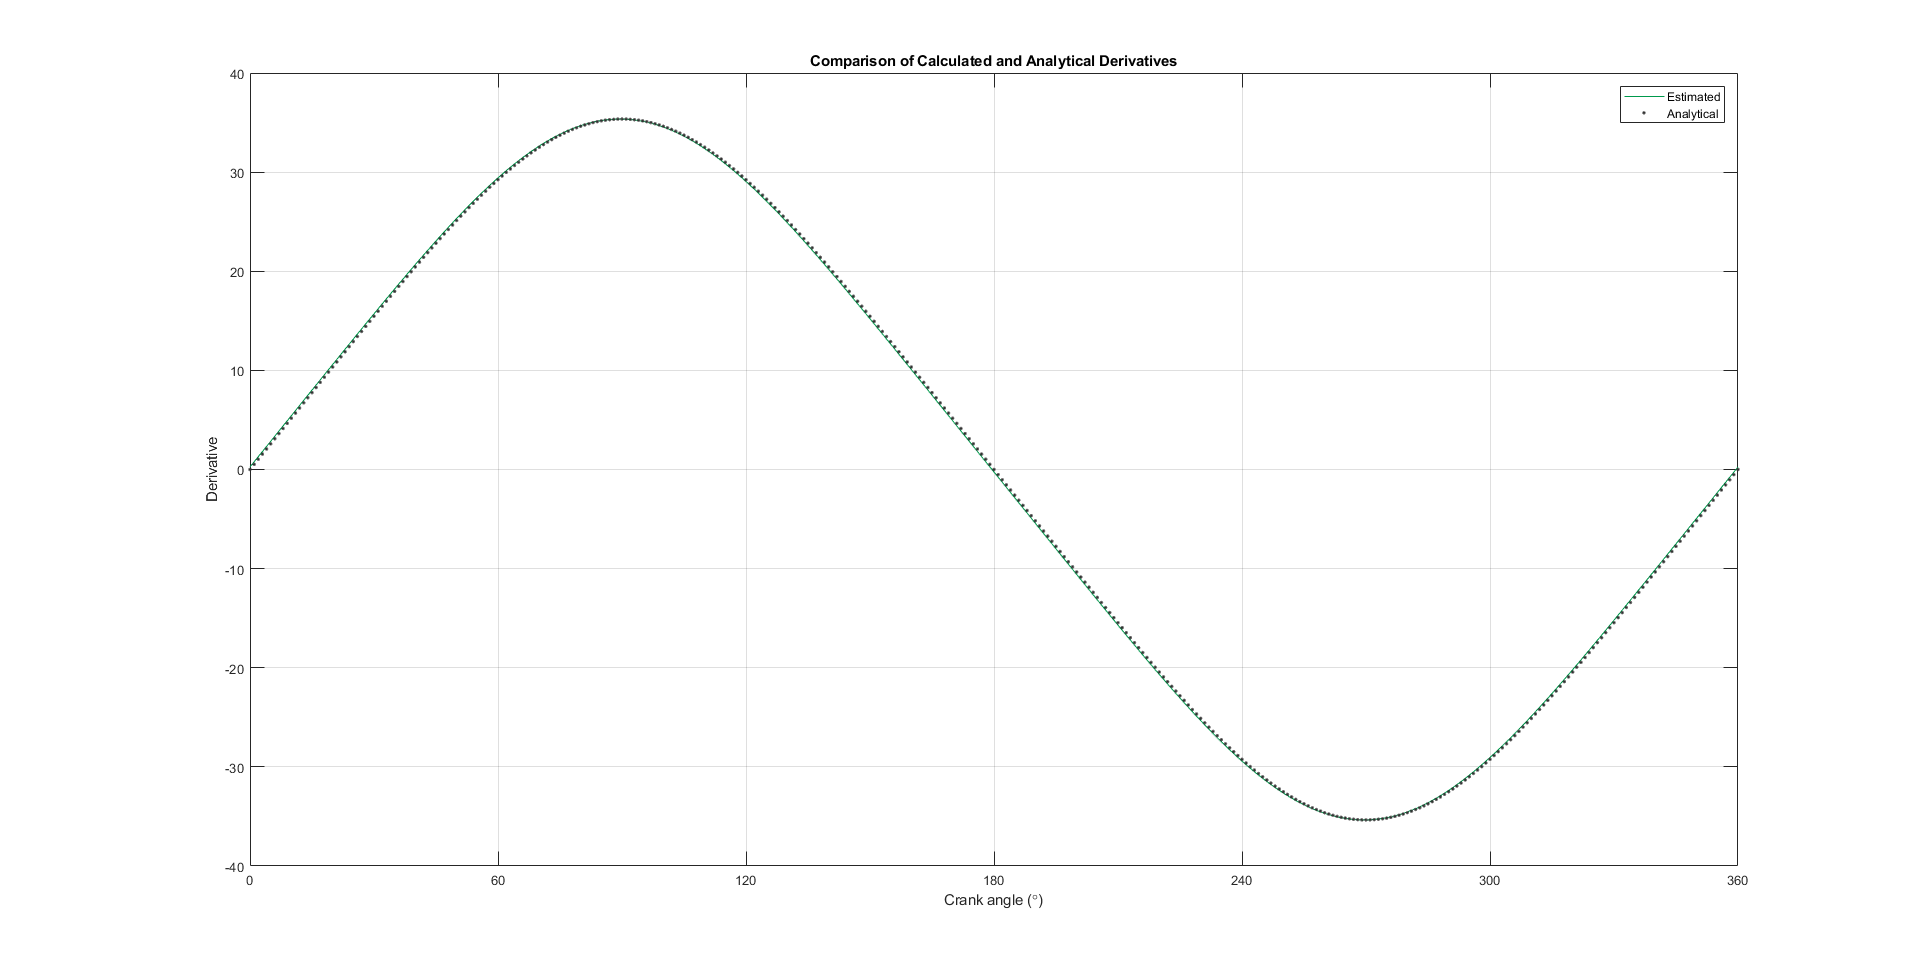 Comparison of Calculated and Analytical Derivatives
40
30
20
10
0
-10
-20
-30
-40
Derivative
Estimated
Analytical
0 60 120 180 240 300 360
Crank angle (°)